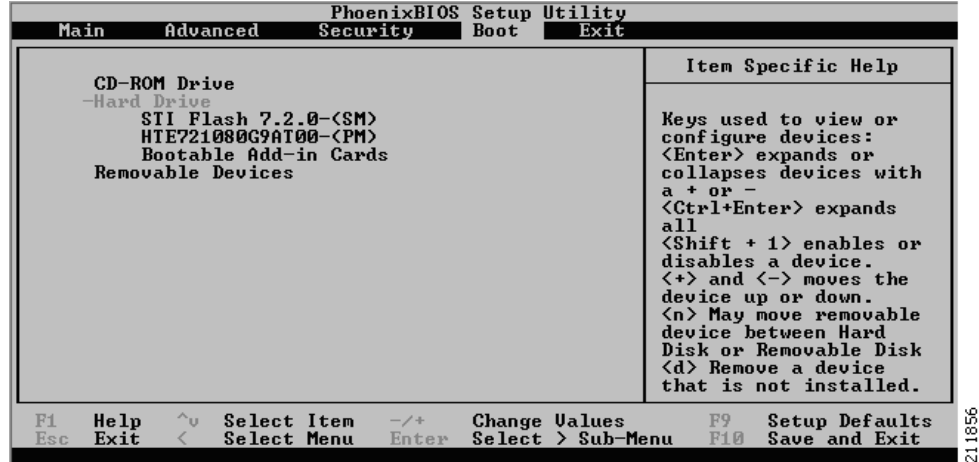 PhoenixBIOS Setup Utility
Main Advanced Security Boot Exit
Item Specific Help
CD-ROM Drive
-Hard Drive
STI Flash 7.2.0-(SM)
HTE721080G9AT00-(PM)
Bootable Add-in Cards
Removable Devices
Keys used to view or
configure devices:
<Enter> expands or
collapses devices with
a + or -
<Ctrl+Enter> expands
all
<Shift + 1> enables or
disables a device.
<+> and <-> moves the
device up or down.
<n> May move removable
device between Hard
Disk or Removable Disk
<d> Remove a device
that is not installed.
F1 Help ^v Select Item -/+ Change Values F9 Setup Defaults
Esc Exit < Select Menu Enter Select > Sub-Menu F10 Save and Exit
211856